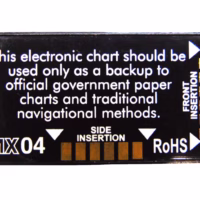 his electronic chart should be
used only as a backup to
official government paper
charts and traditional
navigational methods.
FRONT
INSERTION
SIDE
INSERTION
MX04
RoHS